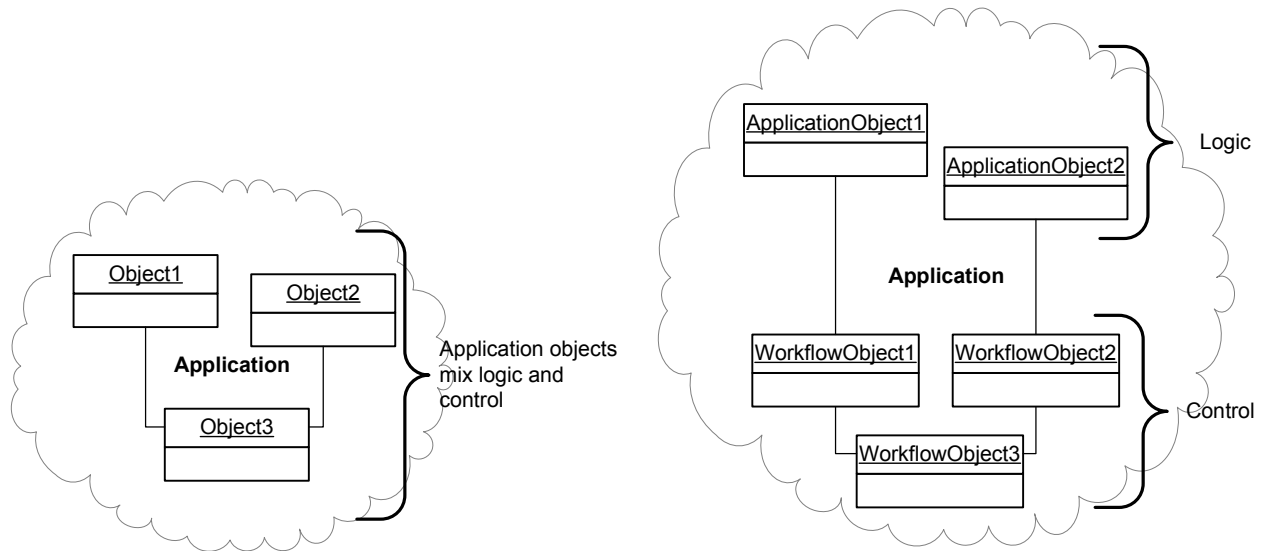 Object1
Object2
Application
Object3
Application objects
mix logic and
control
ApplicationObject1
ApplicationObject2
Logic
Application
WorkflowObject1
WorkflowObject2
Control
WorkflowObject3